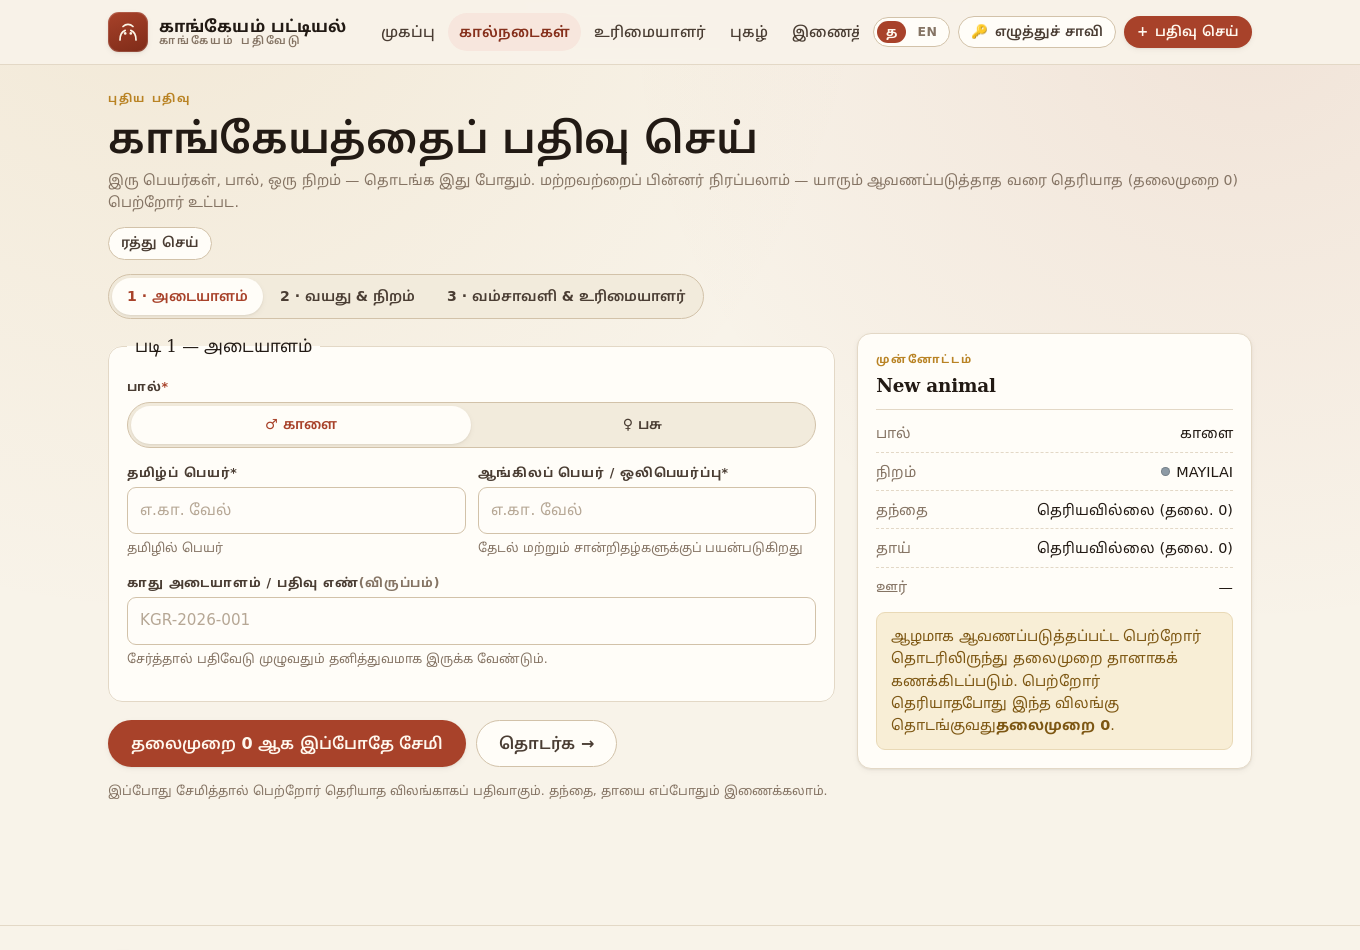 காங்கேயம் பட்டியல்
காங்கேயம் பதிவேடு
முகப்பு
கால்நடைகள்
உரிமையாளர்
புகழ்
த
EN
🔑 எழுத்துச் சாவி
+ பதிவு செய்
புதிய பதிவு
காங்கேயத்தைப் பதிவு செய்
இரு பெயர்கள், பால், ஒரு நிறம் — தொடங்க இது போதும். மற்றவற்றைப் பின்னர் நிரப்பலாம் — யாரும் ஆவணப்படுத்தாத வரை தெரியாத (தலைமுறை 0)
பெற்றோர் உட்பட.
ரத்து செய்
1 · அடையாளம்
2 · வயது & நிறம்
3 · வம்சாவளி & உரிமையாளர்
படி 1 — அடையாளம்
பால்*
♂ காளை
♀ பசு
தமிழ்ப் பெயர்*
ஆங்கிலப் பெயர் / ஒலிபெயர்ப்பு*
எ.கா. வேல்
எ.கா. வேல்
தமிழில் பெயர்
தேடல் மற்றும் சான்றிதழ்களுக்குப் பயன்படுகிறது
காது அடையாளம் / பதிவு எண்(விருப்பம்)
KGR-2026-001
சேர்த்தால் பதிவேடு முழுவதும் தனித்துவமாக இருக்க வேண்டும்.
தலைமுறை 0 ஆக இப்போதே சேமி
தொடர்க →
இப்போது சேமித்தால் பெற்றோர் தெரியாத விலங்காகப் பதிவாகும். தந்தை, தாயை எப்போதும் இணைக்கலாம்.
முன்னோட்டம்
New animal
பால் காளை
நிறம் MAYILAI
தந்தை தெரியவில்லை (தலை. 0)
தாய் தெரியவில்லை (தலை. 0)
ஊர் —
ஆழமாக ஆவணப்படுத்தப்பட்ட பெற்றோர்
தொடரிலிருந்து தலைமுறை தானாகக்
கணக்கிடப்படும். பெற்றோர்
தெரியாதபோது இந்த விலங்கு
தொடங்குவதுதலைமுறை 0.